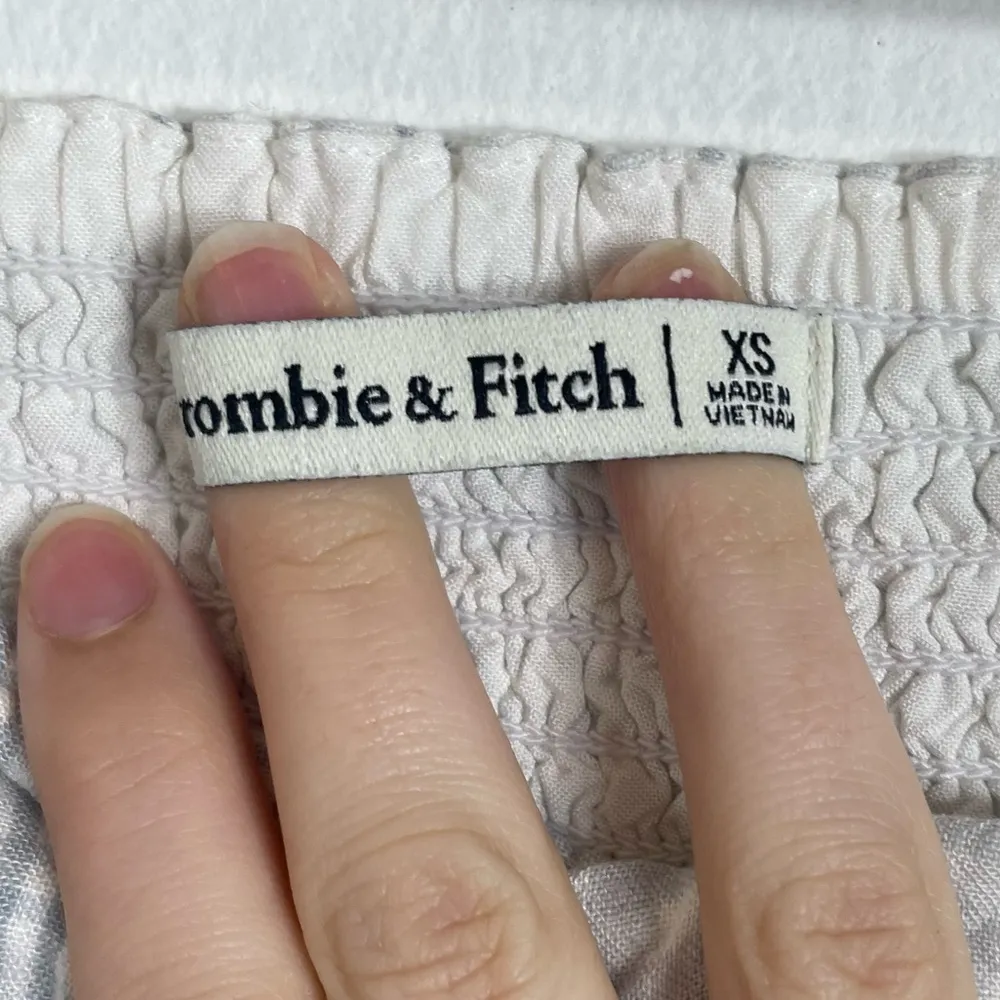 rombie & Fitch | XS
MADE IN
VIETNAM